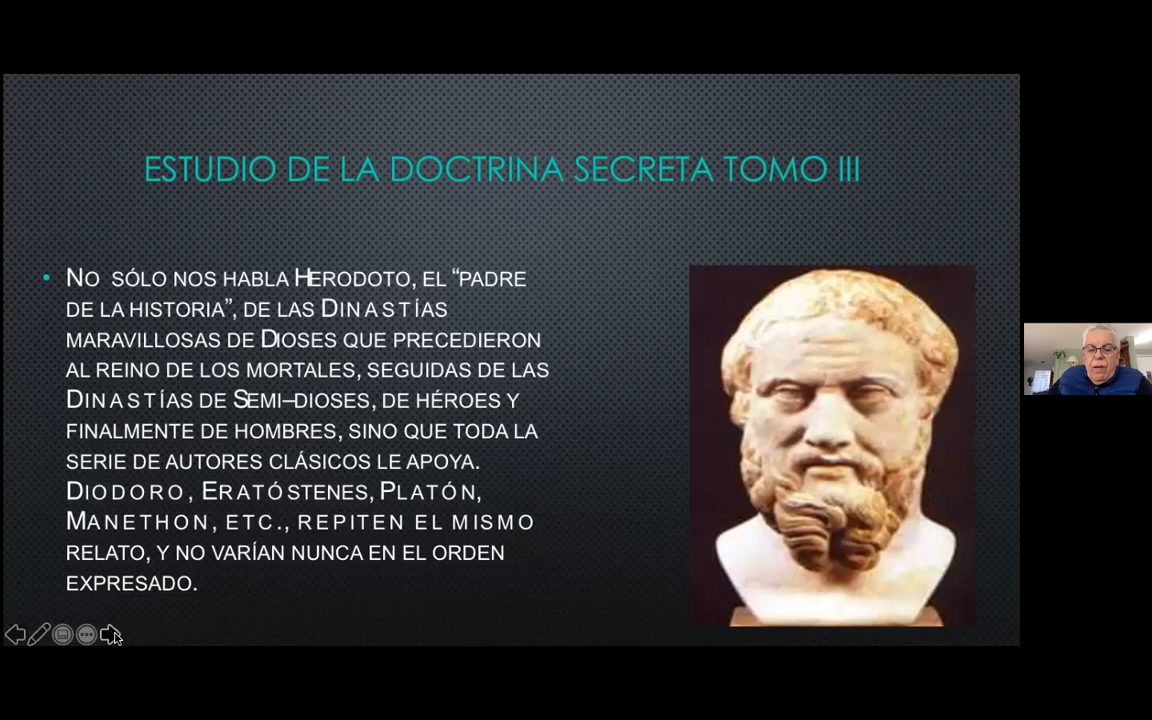 ESTUDIO DE LA DOCTRINA SECRETA TOMO III
• NO SÓLO NOS HABLA HERODOTO, EL “PADRE
DE LA HISTORIA”, DE LAS DINASTÍAS
MARAVILLOSAS DE DIOSES QUE PRECEDIERON
AL REINO DE LOS MORTALES, SEGUIDAS DE LAS
DINASTÍAS DE SEMI–DIOSES, DE HÉROES Y
FINALMENTE DE HOMBRES, SINO QUE TODA LA
SERIE DE AUTORES CLÁSICOS LE APOYA.
DIODORO, ERATÓSTENES, PLATÓN,
MANETHON, ETC., REPITEN EL MISMO
RELATO, Y NO VARÍAN NUNCA EN EL ORDEN
EXPRESADO.